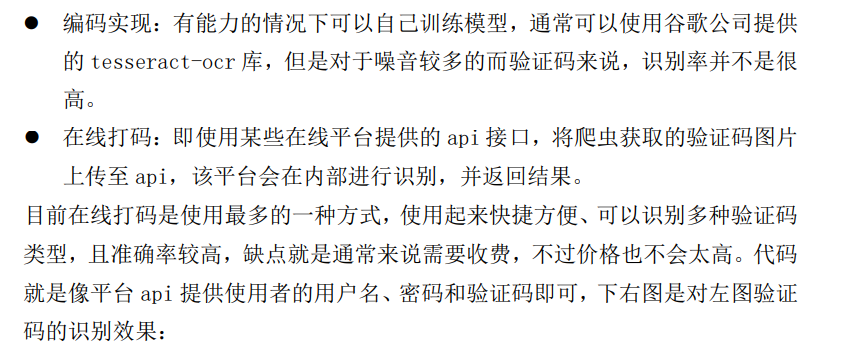 ● 编码实现：有能力的情况下可以自己训练模型，通常可以使用谷歌公司提供
的 tesseract-ocr 库，但是对于噪音较多的而验证码来说，识别率并不是很
高。
● 在线打码：即使用某些在线平台提供的 api 接口，将爬虫获取的验证码图片
上传至 api，该平台会在内部进行识别，并返回结果。
目前在线打码是使用最多的一种方式，使用起来快捷方便、可以识别多种验证码
类型，且准确率较高，缺点就是通常来说需要收费，不过价格也不会太高。代码
就是像平台 api 提供使用者的用户名、密码和验证码即可，下右图是对左图验证
码的识别效果：